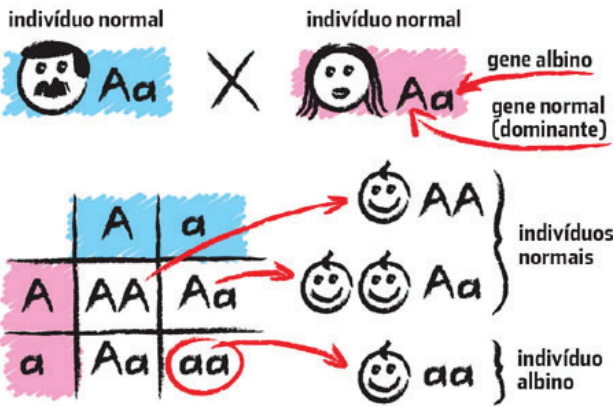 indivíduo normal
indivíduo normal
Aa
X
Aa
gene albino
gene normal
(dominante)
A a
A AA Aa
a Aa aa
AA
Aa
indivíduos
normais
aa
indivíduo
albino